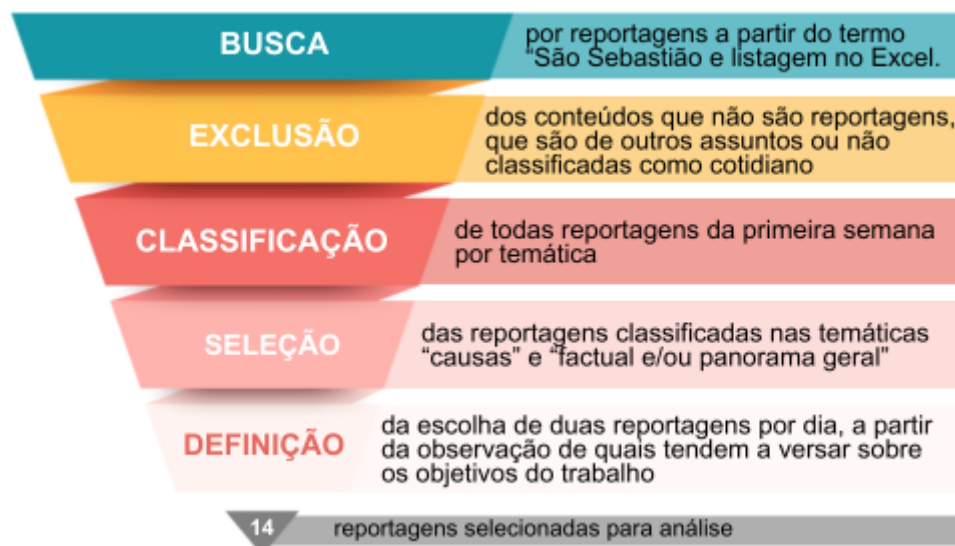 BUSCA
por reportagens a partir do termo
"São Sebastião e listagem no Excel.
EXCLUSÃO
dos conteúdos que não são reportagens,
que são de outros assuntos ou não
classificadas como cotidiano
CLASSIFICAÇÃO
de todas reportagens da primeira semana
por temática
SELEÇÃO
das reportagens classificadas nas temáticas
“causas” e “factual e/ou panorama geral”
DEFINIÇÃO
da escolha de duas reportagens por dia, a partir
da observação de quais tendem a versar sobre
os objetivos do trabalho
14
reportagens selecionadas para análise